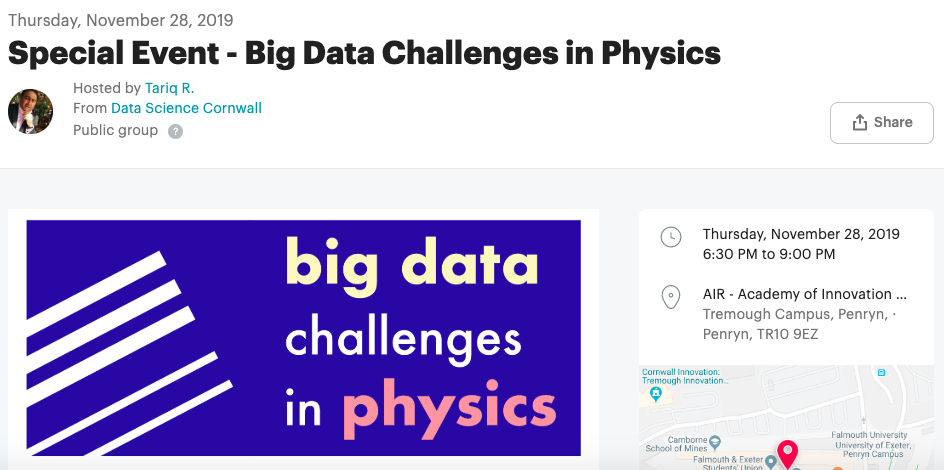 Thursday, November 28, 2019
Special Event - Big Data Challenges in Physics
Hosted by Tariq R.
From Data Science Cornwall
Public group ?
Share
big data
challenges
in physics
Thursday, November 28, 2019
6:30 PM to 9:00 PM
AIR - Academy of Innovation ...
Tremough Campus, Penryn, ·
Penryn, TR10 9EZ
Cornwall Innovation:
Tremough Innovation...
Camborne
School of Mines
Falmouth & Exeter
Students' Union
Falmouth University
University of Exeter,
Penryn Campus